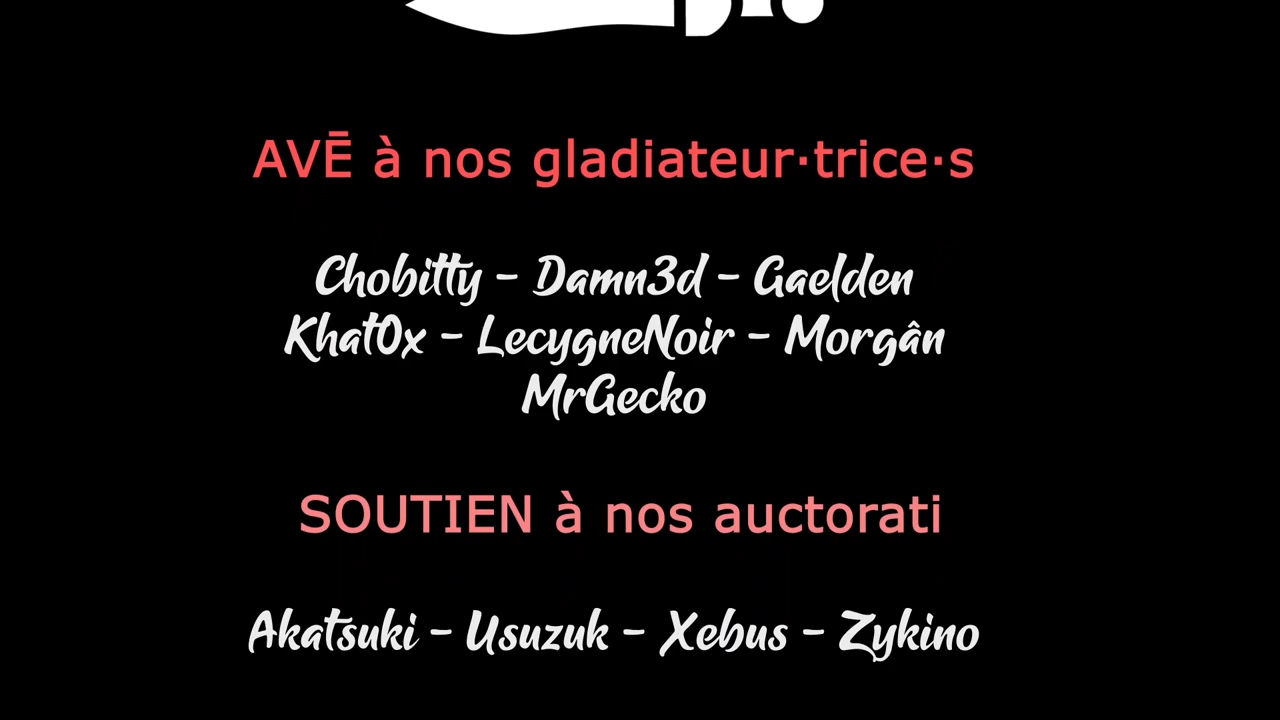 AVĒ à nos gladiateur·trice·s
Chobitty - Damn3d - Gaelden
Khat0x - LecygneNoir - Morgân
MrGecko
SOUTIEN à nos auctorati
Akatsuki - Usuzuk - Xebus - Zykino